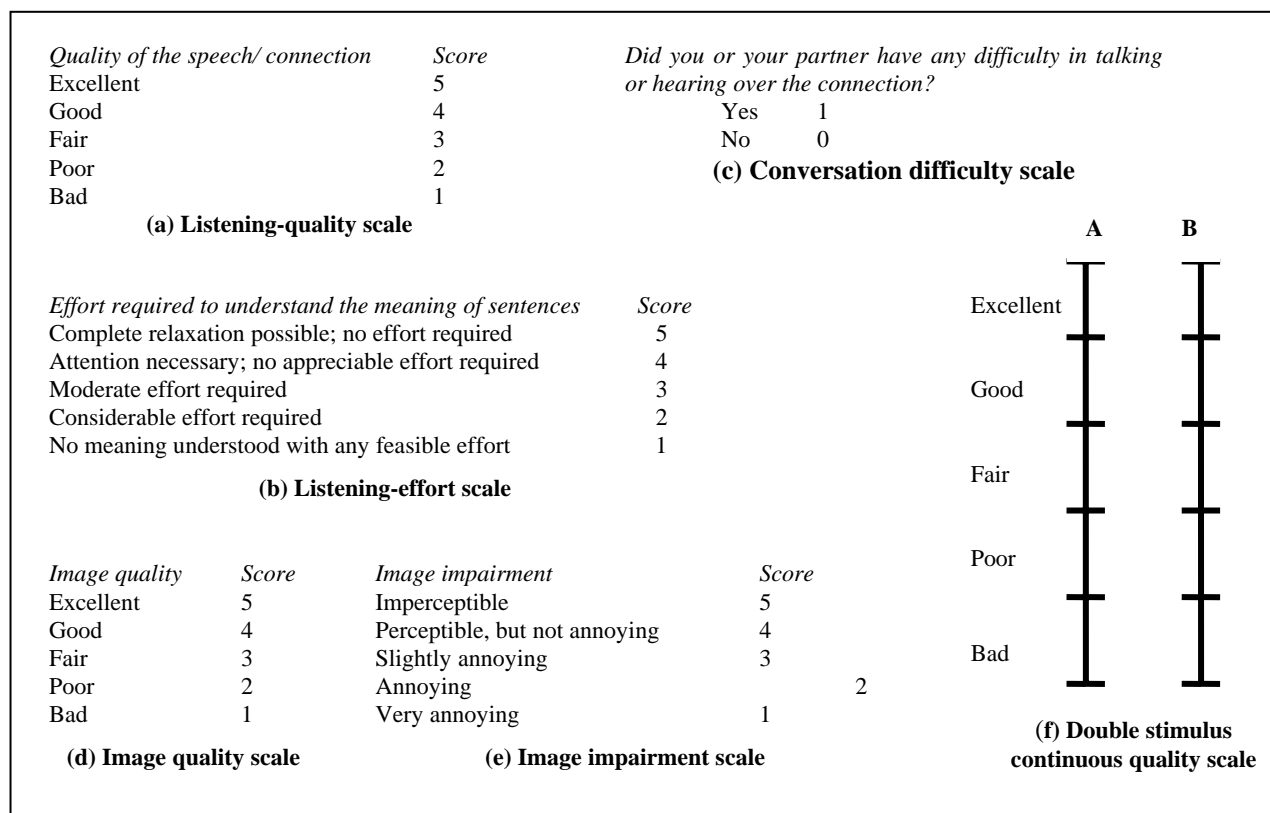 Quality of the speech/ connection Score
Excellent 5
Good 4
Fair 3
Poor 2
Bad 1
(a) Listening-quality scale
Did you or your partner have any difficulty in talking
or hearing over the connection?
Yes 1
No 0
(c) Conversation difficulty scale
Effort required to understand the meaning of sentences Score
Complete relaxation possible; no effort required 5
Attention necessary; no appreciable effort required 4
Moderate effort required 3
Considerable effort required 2
No meaning understood with any feasible effort 1
(b) Listening-effort scale
Image quality Score
Excellent 5
Good 4
Fair 3
Poor 2
Bad 1
(d) Image quality scale
Image impairment Score
Imperceptible 5
Perceptible, but not annoying 4
Slightly annoying 3
Annoying 2
Very annoying 1
(e) Image impairment scale
A B
Excellent
Good
Fair
Poor
Bad
(f) Double stimulus
continuous quality scale